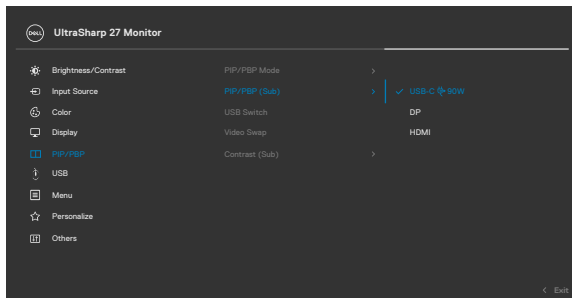 DELL UltraSharp 27 Monitor
Brightness/Contrast PIP/PBP Mode
Input Source PIP/PBP (Sub) USB-C 90W
Color USB Switch DP
Display Video Swap HDMI
PIP/PBP Contrast (Sub)
USB
Menu
Personalize
Others
Exit